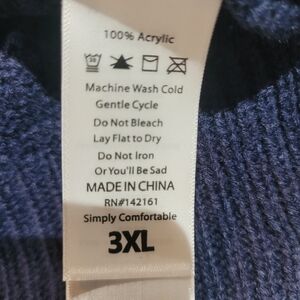 100% Acrylic
30
Machine Wash Cold
Gentle Cycle
Do Not Bleach
Lay Flat to Dry
Do Not Iron
Or You'll Be Sad
MADE IN CHINA
RN#142161
Simply Comfortable
3XL